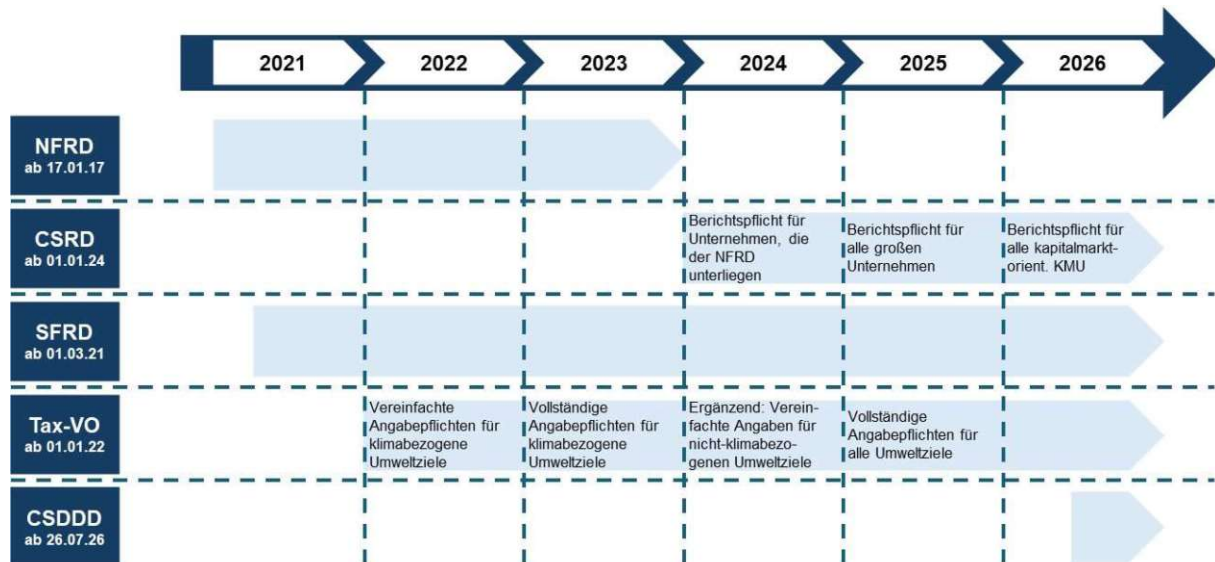 2021 2022 2023 2024 2025 2026
NFRD
ab 17.01.17
CSRD
ab 01.01.24
Berichtspflicht für
Unternehmen, die
der NFRD
unterliegen
Berichtspflicht für
alle großen
Unternehmen
Berichtspflicht für
alle kapitalmarkt-
orient. KMU
SFRD
ab 01.03.21
Tax-VO
ab 01.01.22
Vereinfachte
Angabepflichten für
klimabezogene
Umweltziele
Vollständige
Angabepflichten für
klimabezogene
Umweltziele
Ergänzend: Verein-
fachte Angaben für
nicht-klimabezo-
genen Umweltziele
Vollständige
Angabepflichten für
alle Umweltziele
CSDDD
ab 26.07.26